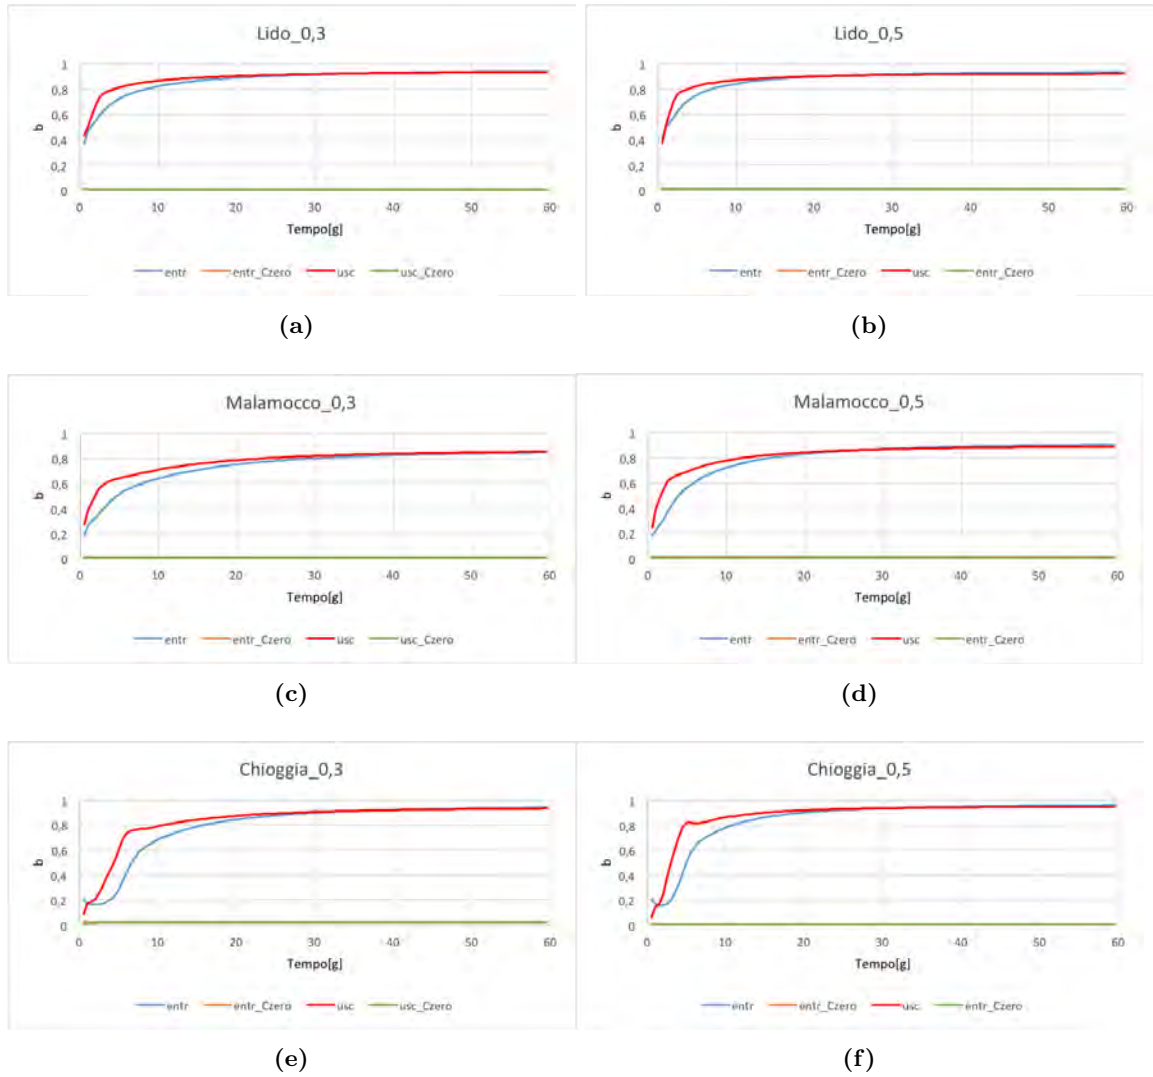 Lido_0,3
1
0,8
0,6
0,4
0,2
0
b
0 10 20 30 40 50 60
Tempo[g]
entr entr_Czero usc usc_Czero
(a)
Lido_0,5
1
0,8
0,6
0,4
0,2
0
b
0 10 20 30 40 50 60
Tempo[g]
entr entr_Czero usc entr_Czero
(b)
Malamocco_0,3
1
0,8
0,6
0,4
0,2
0
b
0 10 20 30 40 50 60
Tempo[g]
entr entr_Czero usc usc_Czero
(c)
Malamocco_0,5
1
0,8
0,6
0,4
0,2
0
b
0 10 20 30 40 50 60
Tempo[g]
entr entr_Czero usc entr_Czero
(d)
Chioggia_0,3
1
0,8
0,6
0,4
0,2
0
b
0 10 20 30 40 50 60
Tempo[g]
entr entr_Czero usc usc_Czero
(e)
Chioggia_0,5
1
0,8
0,6
0,4
0,2
0
b
0 10 20 30 40 50 60
Tempo[g]
entr entr_Czero usc entr_Czero
(f)